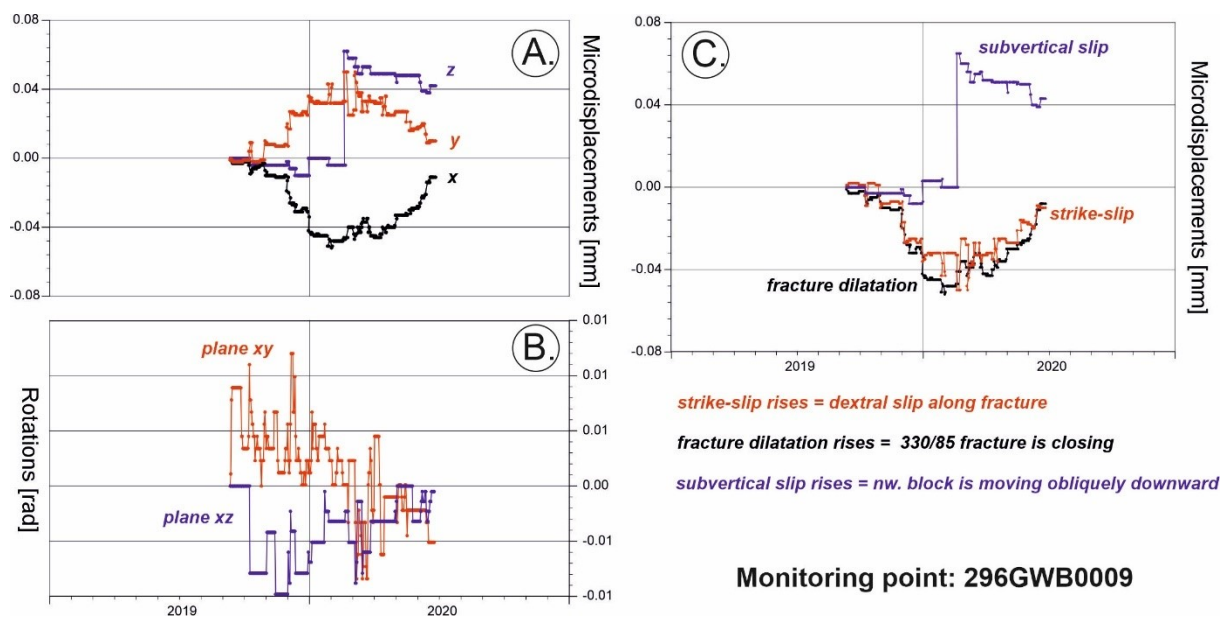 A.
0.08
0.04
0.00
-0.04
-0.08
z
y
x
Microdisplacements [mm]
B.
Rotations [rad]
plane xy
plane xz
0.01
0.01
0.01
0.00
-0.01
-0.01
2019
2020
C.
0.08
0.04
0.00
-0.04
-0.08
subvertical slip
strike-slip
fracture dilatation
Microdisplacements [mm]
2019
2020
strike-slip rises = dextral slip along fracture
fracture dilatation rises = 330/85 fracture is closing
subvertical slip rises = nw. block is moving obliquely downward
Monitoring point: 296GWB0009